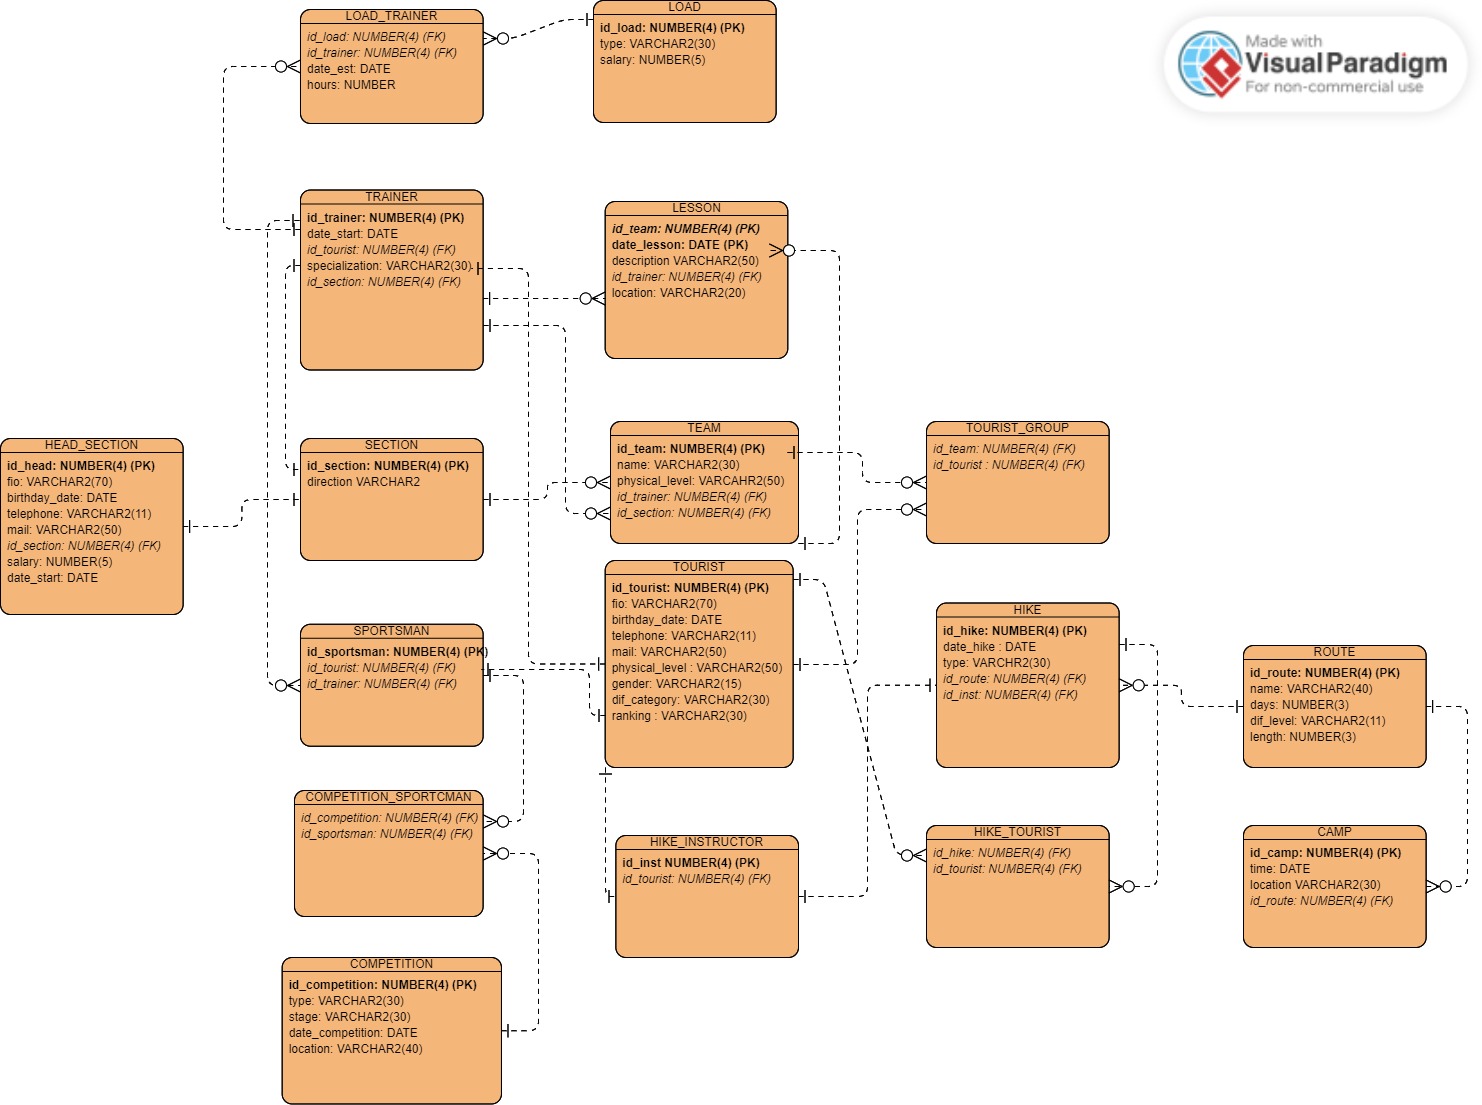 LOAD_TRAINER
id_load: NUMBER(4) (FK)
id_trainer: NUMBER(4) (FK)
date_est: DATE
hours: NUMBER
LOAD
id_load: NUMBER(4) (PK)
type: VARCHAR2(30)
salary: NUMBER(5)
Made with
Visual Paradigm
For non-commercial use
TRAINER
id_trainer: NUMBER(4) (PK)
date_start: DATE
id_tourist: NUMBER(4) (FK)
specialization: VARCHAR2(30)
id_section: NUMBER(4) (FK)
LESSON
id_team: NUMBER(4) (PK)
date_lesson: DATE (PK)
description VARCHAR2(50)
id_trainer: NUMBER(4) (FK)
location: VARCHAR2(20)
HEAD_SECTION
id_head: NUMBER(4) (PK)
fio: VARCHAR2(70)
birthday_date: DATE
telephone: VARCHAR2(11)
mail: VARCHAR2(50)
id_section: NUMBER(4) (FK)
salary: NUMBER(5)
date_start: DATE
SECTION
id_section: NUMBER(4) (PK)
direction VARCHAR2
TEAM
id_team: NUMBER(4) (PK)
name: VARCHAR2(30)
physical_level: VARCAHR2(50)
id_trainer: NUMBER(4) (FK)
id_section: NUMBER(4) (FK)
TOURIST_GROUP
id_team: NUMBER(4) (FK)
id_tourist : NUMBER(4) (FK)
SPORTSMAN
id_sportsman: NUMBER(4) (PK)
id_tourist: NUMBER(4) (FK)
id_trainer: NUMBER(4) (FK)
TOURIST
id_tourist: NUMBER(4) (PK)
fio: VARCHAR2(70)
birthday_date: DATE
telephone: VARCHAR2(11)
mail: VARCHAR2(50)
physical_level : VARCHAR2(50)
gender: VARCHAR2(15)
dif_category: VARCHAR2(30)
ranking : VARCHAR2(30)
HIKE
id_hike: NUMBER(4) (PK)
date_hike : DATE
type: VARCHR2(30)
id_route: NUMBER(4) (FK)
id_inst: NUMBER(4) (FK)
ROUTE
id_route: NUMBER(4) (PK)
name: VARCHAR2(40)
days: NUMBER(3)
dif_level: VARCHAR2(11)
length: NUMBER(3)
COMPETITION_SPORTCMAN
id_competition: NUMBER(4) (FK)
id_sportsman: NUMBER(4) (FK)
HIKE_INSTRUCTOR
id_inst NUMBER(4) (PK)
id_tourist: NUMBER(4) (FK)
HIKE_TOURIST
id_hike: NUMBER(4) (FK)
id_tourist: NUMBER(4) (FK)
CAMP
id_camp: NUMBER(4) (PK)
time: DATE
location VARCHAR2(30)
id_route: NUMBER(4) (FK)
COMPETITION
id_competition: NUMBER(4) (PK)
type: VARCHAR2(30)
stage: VARCHAR2(30)
date_competition: DATE
location: VARCHAR2(40)